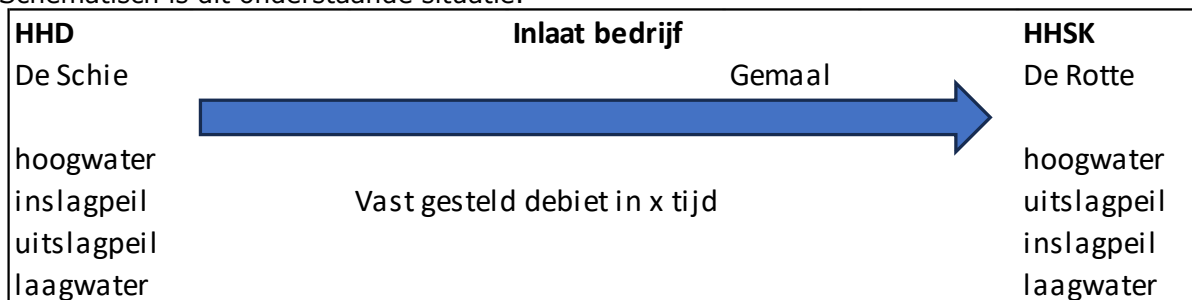 Schematisch is dit onderstaande situatie:
HHD Inlaat bedrijf HHSK
De Schie Gemaal De Rotte
hoogwater hoogwater
inslagpeil Vast gesteld debiet in x tijd uitslagpeil
uitslagpeil inslagpeil
laagwater laagwater